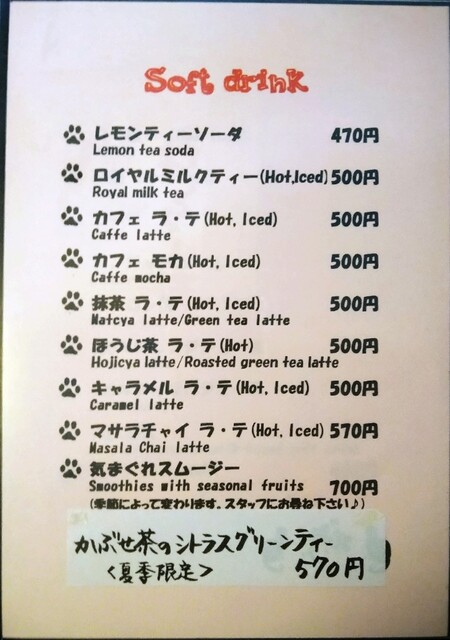 Soft drink
レモンティーソーダ 470円
Lemon tea soda
ロイヤルミルクティー(Hot,Iced) 500円
Royal milk tea
カフェ ラ・テ(Hot, Iced) 500円
Caffe latte
カフェ モカ(Hot, Iced) 500円
Caffe mocha
抹茶 ラ・テ(Hot, Iced) 500円
Matcya latte/Green tea latte
ほうじ茶 ラ・テ(Hot) 500円
Hojicya latte/Roasted green tea latte
キャラメル ラ・テ(Hot, Iced) 500円
Caramel latte
マサラチャイ ラ・テ(Hot, Iced) 570円
Masala Chai latte
気まぐれスムージー
Smoothies with seasonal fruits 700円
(季節によって変わります。スタッフにお尋ね下さい♪)
かぶせ茶のシトラスグリーンティー
<夏季限定> 570円